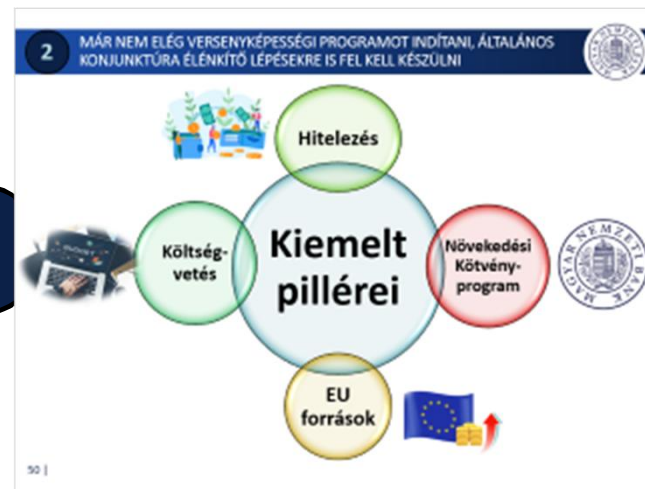 2
MÁR NEM ELÉG VERSENYKÉPESSÉGI PROGRAMOT INDÍTANI, ÁLTALÁNOS
KONJUNKTÚRA ÉLÉNKÍTŐ LÉPÉSEKRE IS FEL KELL KÉSZÜLNI
Hitelezés
Költség-
vetés
Kiemelt
pillérei
Növekedési
Kötvény-
program
MAGYAR NEMZETI BANK
EU
források
50 |